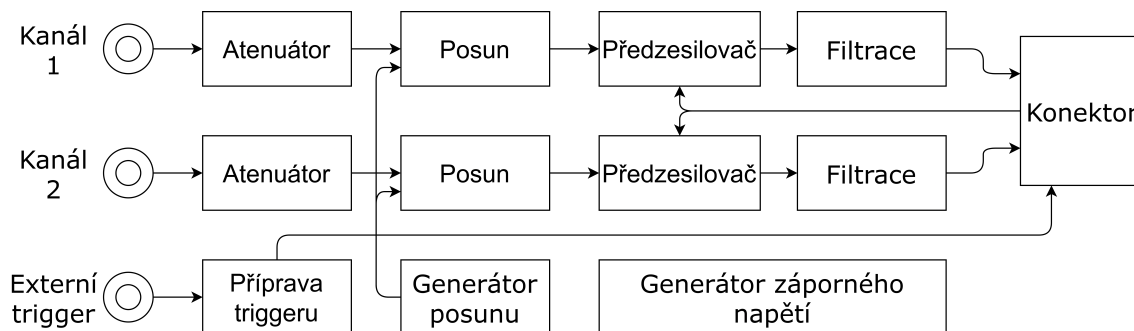 Kanál
1
Atenuátor
Posun
Předzesilovač
Filtrace
Konektor
Kanál
2
Atenuátor
Posun
Předzesilovač
Filtrace
Externí
trigger
Příprava
triggeru
Generátor
posunu
Generátor záporného
napětí